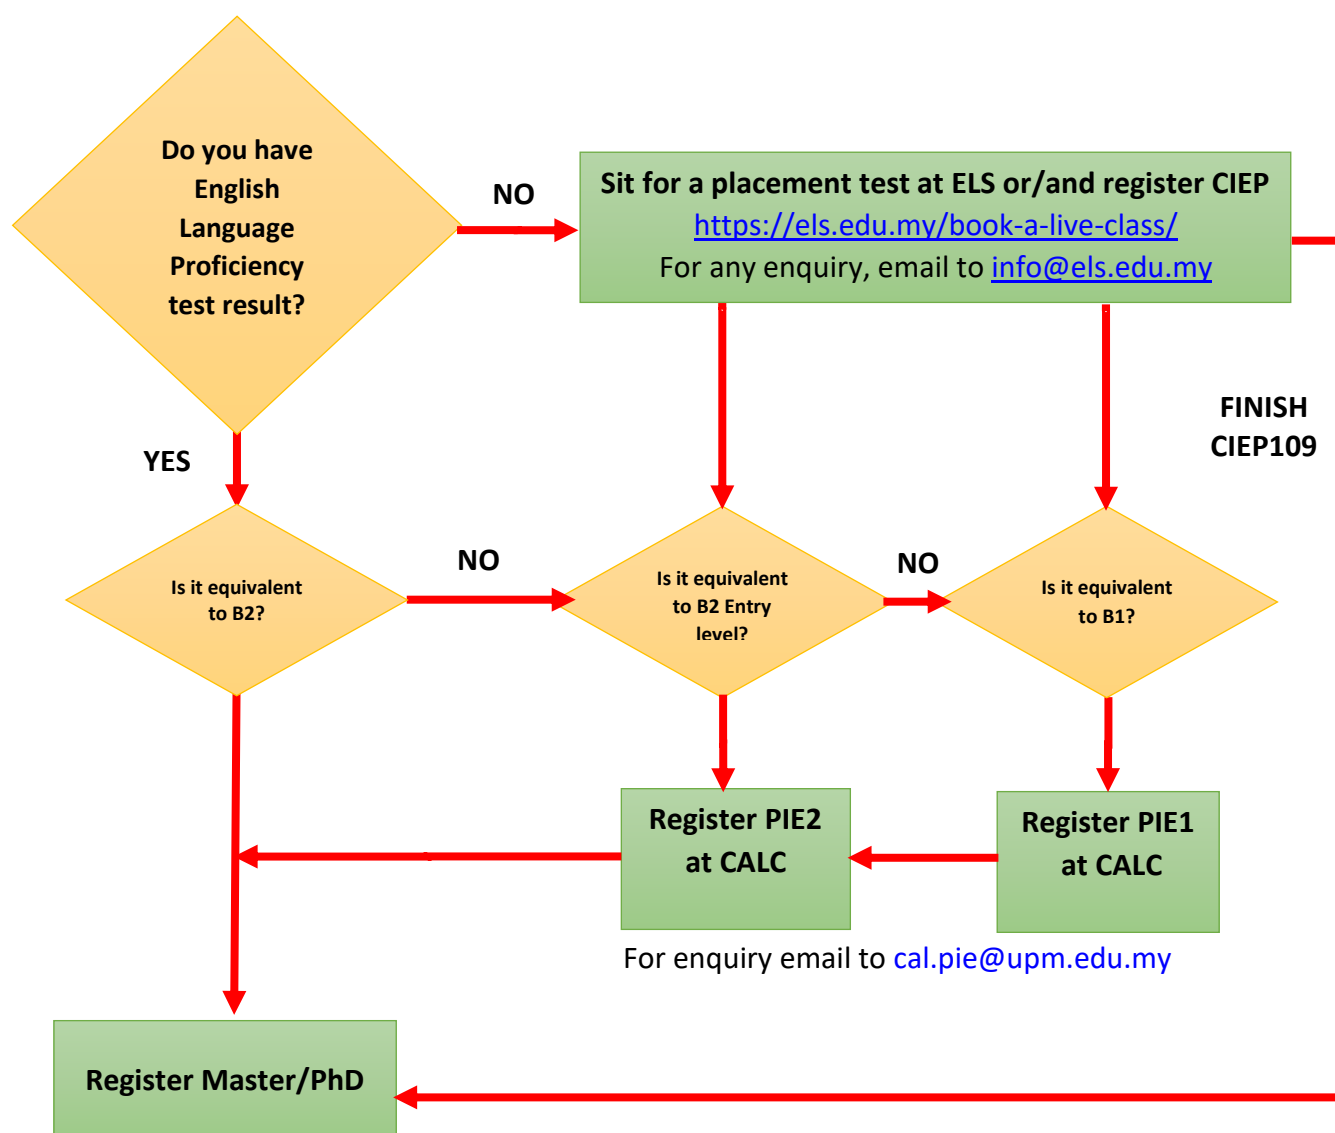 Do you have
English
Language
Proficiency
test result?
NO
Sit for a placement test at ELS or/and register CIEP
https://els.edu.my/book-a-live-class/
For any enquiry, email to info@els.edu.my
FINISH
CIEP109
YES
Is it equivalent
to B2?
NO
Is it equivalent
to B2 Entry
level?
NO
Is it equivalent
to B1?
Register PIE2
at CALC
Register PIE1
at CALC
For enquiry email to cal.pie@upm.edu.my
Register Master/PhD